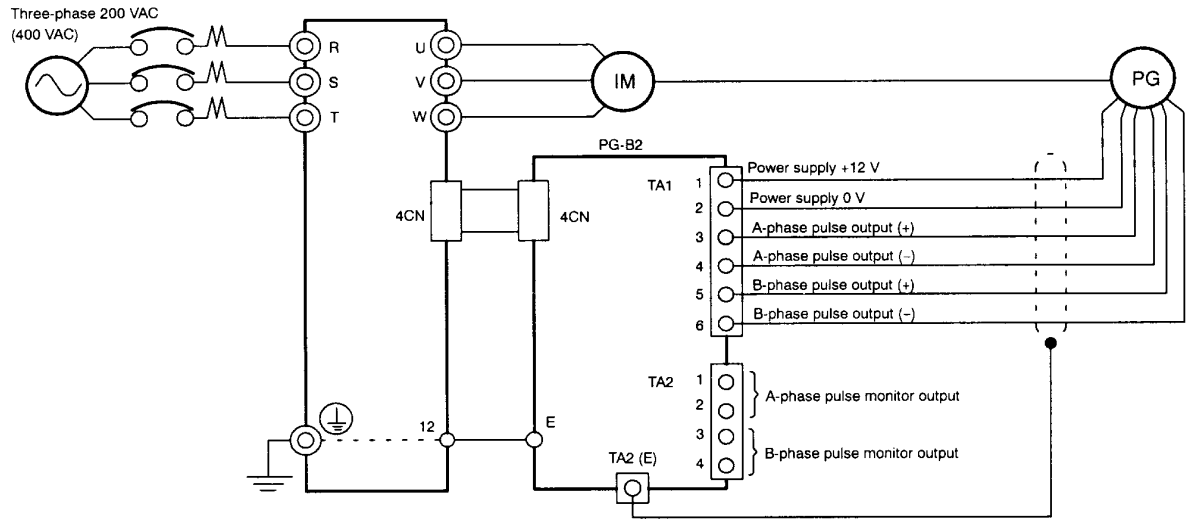 Three-phase 200 VAC
(400 VAC)
R
S
T
U
V
W
IM
PG
PG-B2
4CN
4CN
TA1
1
2
3
4
5
6
Power supply +12 V
Power supply 0 V
A-phase pulse output (+)
A-phase pulse output (−)
B-phase pulse output (+)
B-phase pulse output (−)
TA2
1
2
3
4
A-phase pulse monitor output
B-phase pulse monitor output
12
E
TA2 (E)